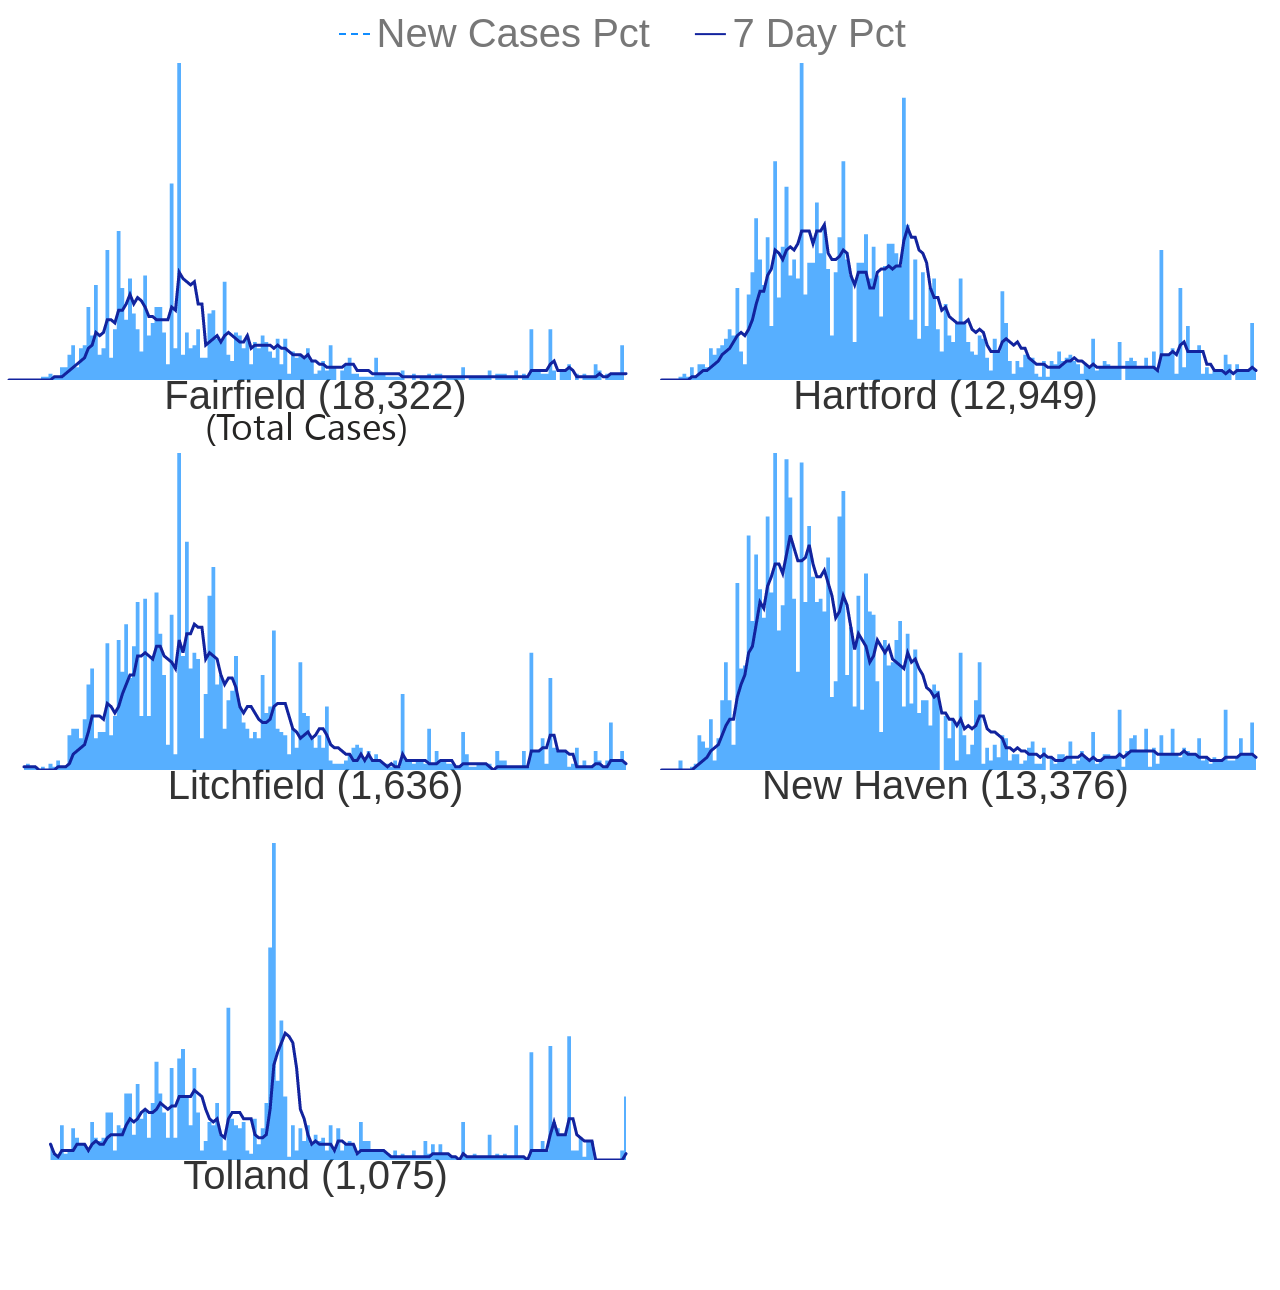 New Cases Pct 7 Day Pct
Fairfield (18,322)
(Total Cases)
Hartford (12,949)
Litchfield (1,636)
New Haven (13,376)
Tolland (1,075)